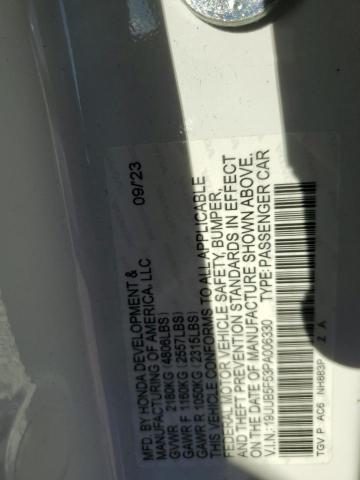 MFD. BY HONDA DEVELOPMENT &
MANUFACTURING OF AMERICA, LLC 09/23
GVWR 2180KG (4806LBS)
GAWR F 1160KG (2557LBS)
GAWR R 1050KG (2315LBS)
THIS VEHICLE CONFORMS TO ALL APPLICABLE
FEDERAL MOTOR VEHICLE SAFETY, BUMPER,
AND THEFT PREVENTION STANDARDS IN EFFECT
ON THE DATE OF MANUFACTURE SHOWN ABOVE.
V.I.N.:19UUB5F53PA006330 TYPE:PASSENGER CAR
TGV P AC6 NH883P 2 A